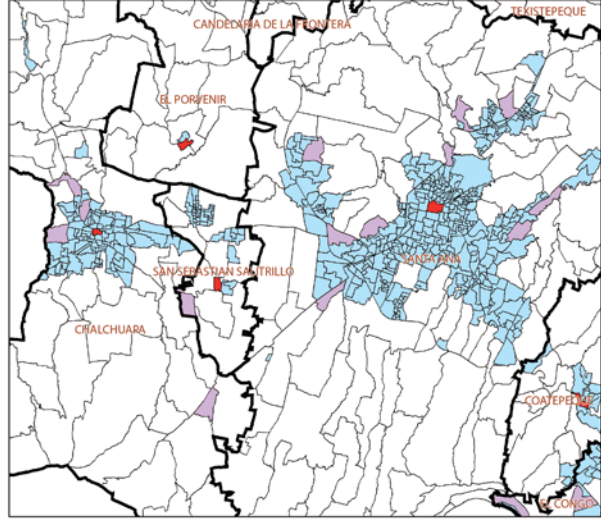 TEXISTEPEQUE
CANDELARIA DE LA FRONTERA
EL PORVENIR
SANTA ANA
SAN SEBASTIAN SALITRILLO
CHALCHUAPA
COATEPEQUE
EL CONGO